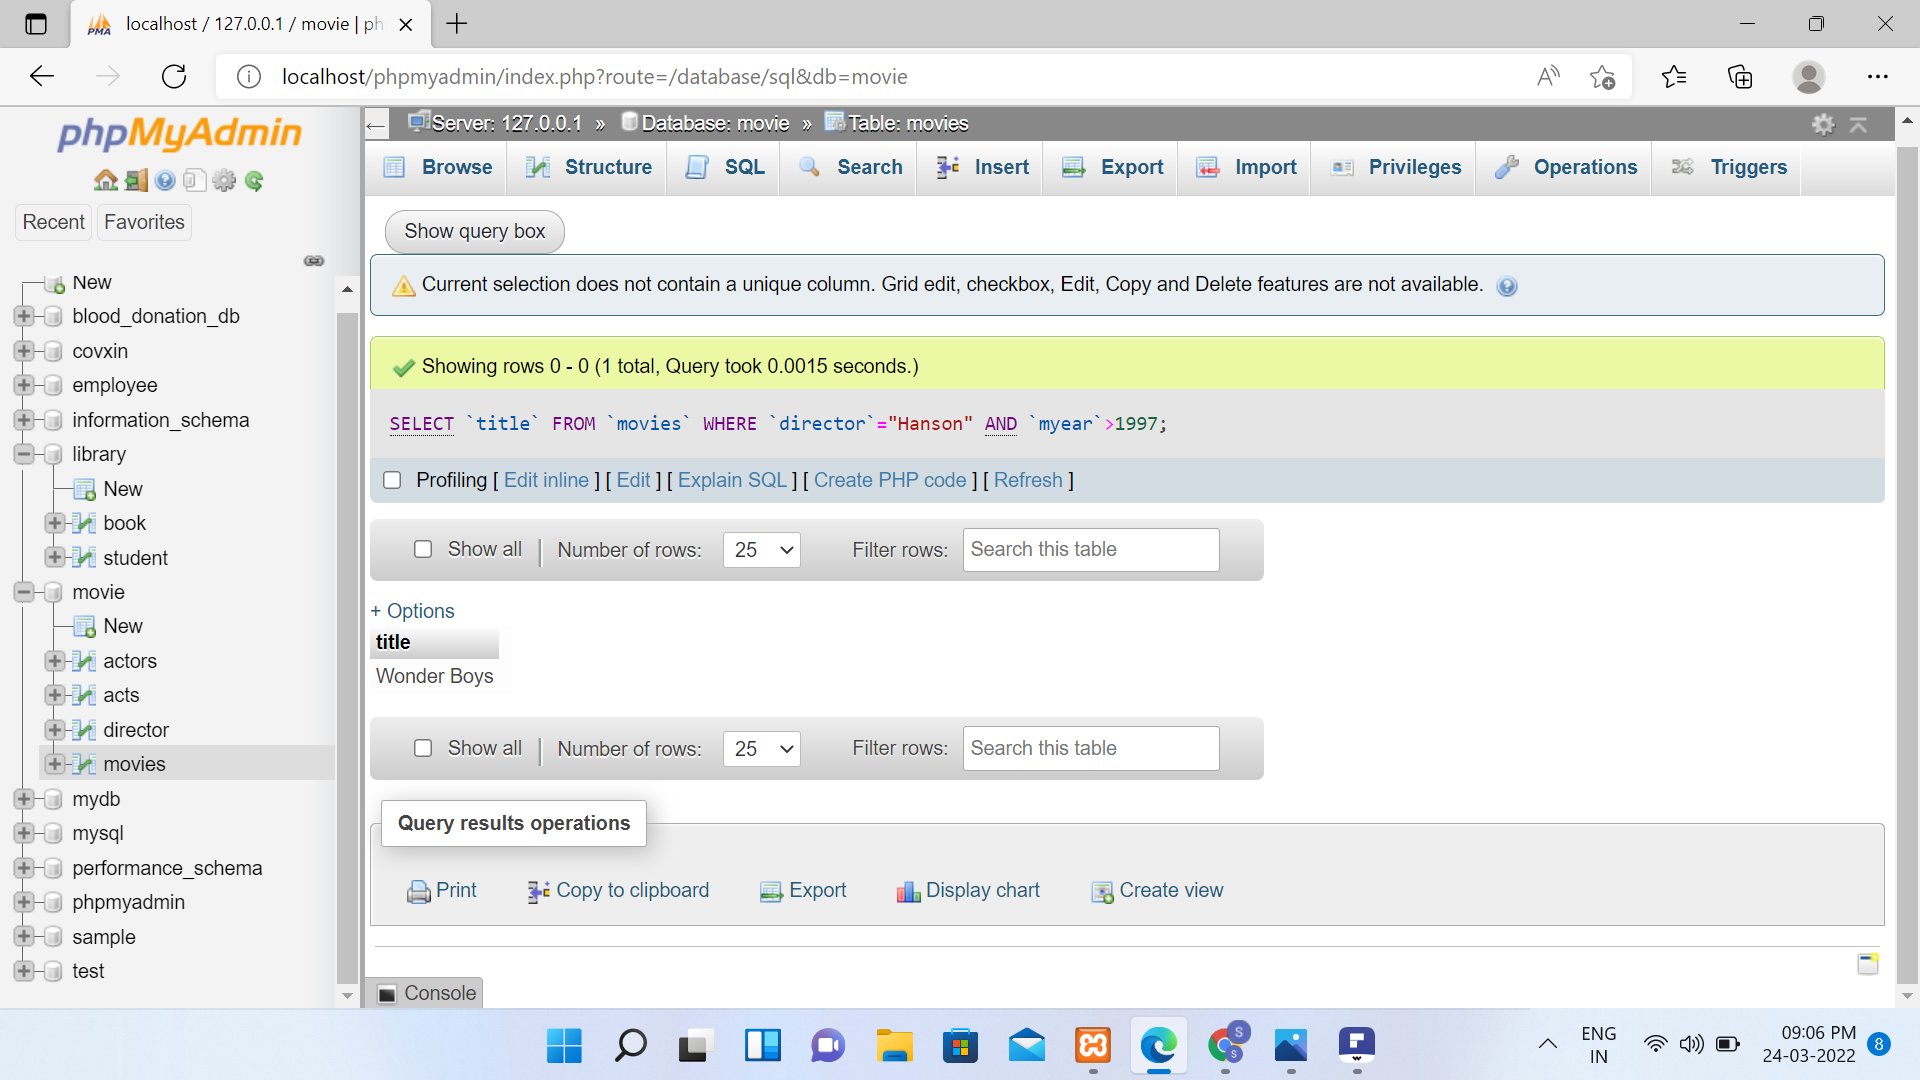 localhost / 127.0.0.1 / movie | ph
localhost/phpmyadmin/index.php?route=/database/sql&db=movie
phpMyAdmin
Recent
Favorites
New
blood_donation_db
covxin
employee
information_schema
library
New
book
student
movie
New
actors
acts
director
movies
mydb
mysql
performance_schema
phpmyadmin
sample
test
Server: 127.0.0.1 » Database: movie » Table: movies
Browse Structure SQL Search Insert Export Import Privileges Operations Triggers
Show query box
Current selection does not contain a unique column. Grid edit, checkbox, Edit, Copy and Delete features are not available.
Showing rows 0 - 0 (1 total, Query took 0.0015 seconds.)
SELECT `title` FROM `movies` WHERE `director`="Hanson" AND `myear`>1997;
Profiling [ Edit inline ] [ Edit ] [ Explain SQL ] [ Create PHP code ] [ Refresh ]
Show all | Number of rows: 25 Filter rows: Search this table
+ Options
title
Wonder Boys
Show all | Number of rows: 25 Filter rows: Search this table
Query results operations
Print Copy to clipboard Export Display chart Create view
Console
ENG
IN
09:06 PM
24-03-2022
8